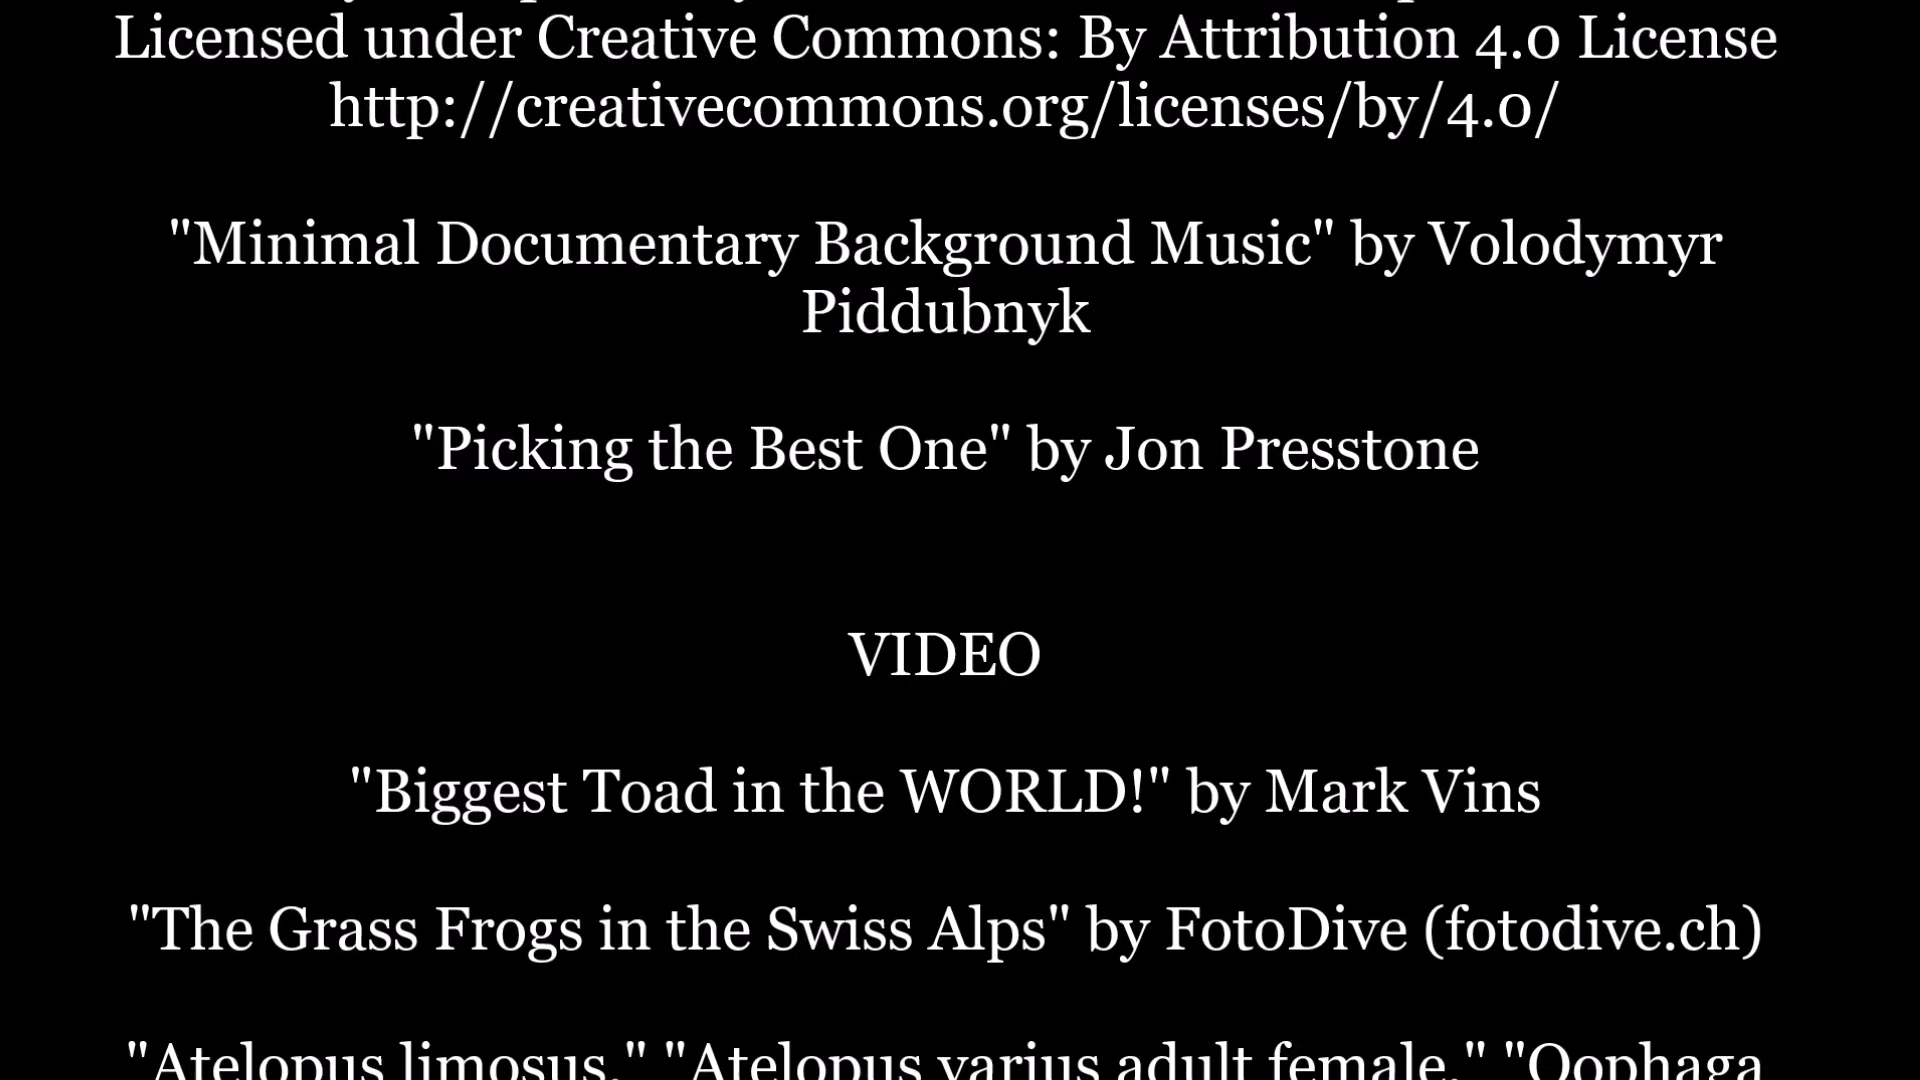 Licensed under Creative Commons: By Attribution 4.0 License
http://creativecommons.org/licenses/by/4.0/
"Minimal Documentary Background Music" by Volodymyr
Piddubnyk
"Picking the Best One" by Jon Presstone
VIDEO
"Biggest Toad in the WORLD!" by Mark Vins
"The Grass Frogs in the Swiss Alps" by FotoDive (fotodive.ch)
"Atelopus limosus," "Atelopus varius adult female," "Oophaga